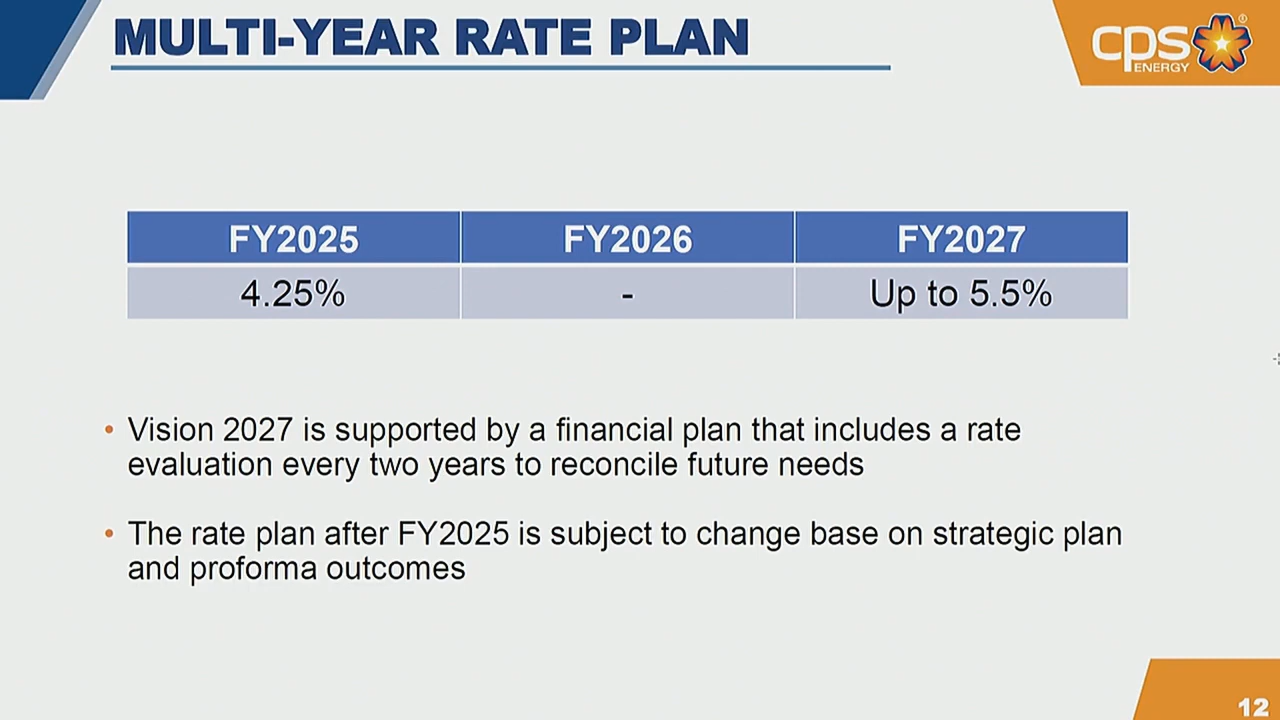 MULTI-YEAR RATE PLAN
cps
ENERGY
®
FY2025 FY2026 FY2027
4.25% - Up to 5.5%
• Vision 2027 is supported by a financial plan that includes a rate
evaluation every two years to reconcile future needs
• The rate plan after FY2025 is subject to change base on strategic plan
and proforma outcomes
12